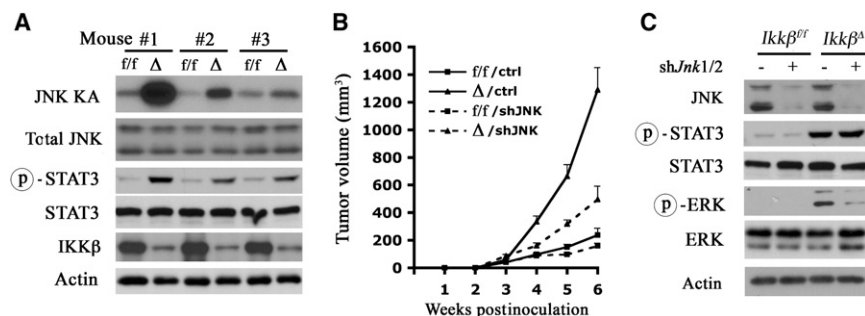 A
Mouse #1 #2 #3
f/f Δ f/f Δ f/f Δ
JNK KA
Total JNK
p-STAT3
STAT3
IKKβ
Actin
B
Tumor volume (mm³)
1600
1400
1200
1000
800
600
400
200
0
f/f/ctrl
Δ/ctrl
f/f/shJNK
Δ/shJNK
1 2 3 4 5 6
Weeks postinoculation
C
Ikkβf/f IkkβΔ
shJnk1/2 - + - +
JNK
p-STAT3
STAT3
p-ERK
ERK
Actin